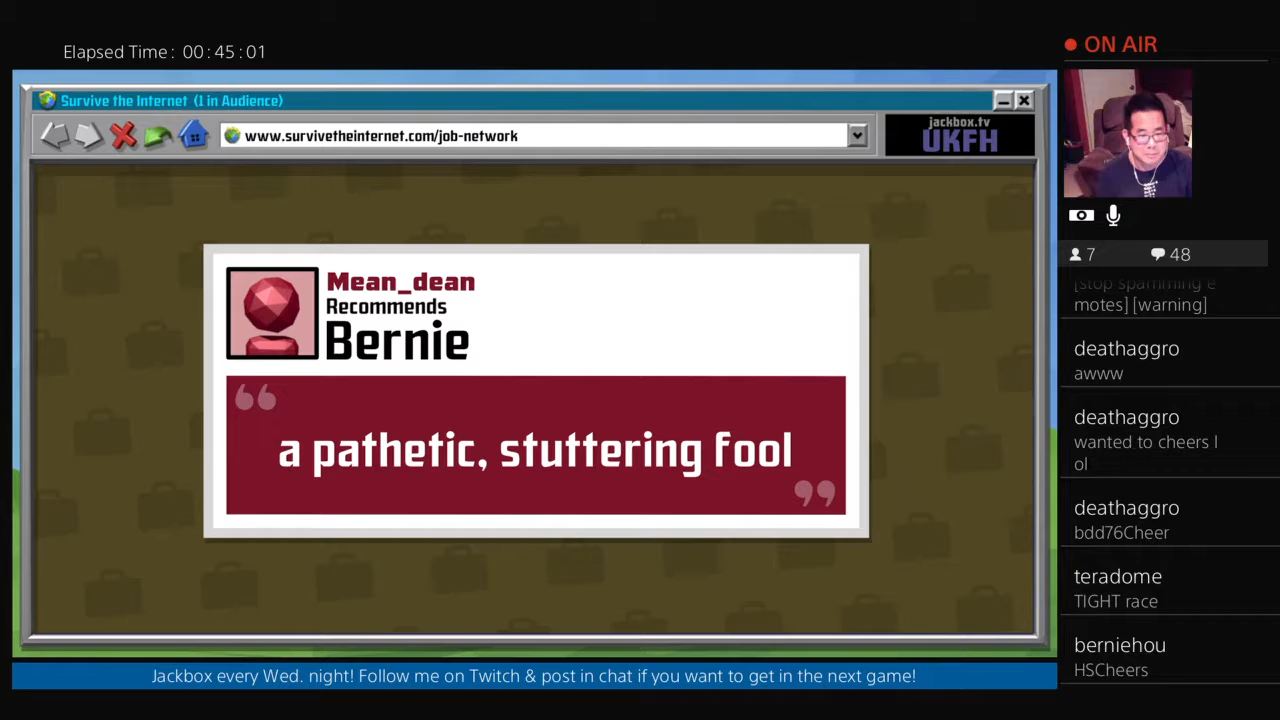 Elapsed Time: 00:45:01
ON AIR
Survive the Internet (1 in Audience)
www.survivetheinternet.com/job-network
jackbox.tv
UKFH
Mean_dean
Recommends
Bernie
“
a pathetic, stuttering fool
”
7 48
[stop spamming e
motes] [warning]
deathaggro
awww
deathaggro
wanted to cheers l
ol
deathaggro
bdd76Cheer
teradome
TIGHT race
berniehou
HSCheers
Jackbox every Wed. night! Follow me on Twitch & post in chat if you want to get in the next game!